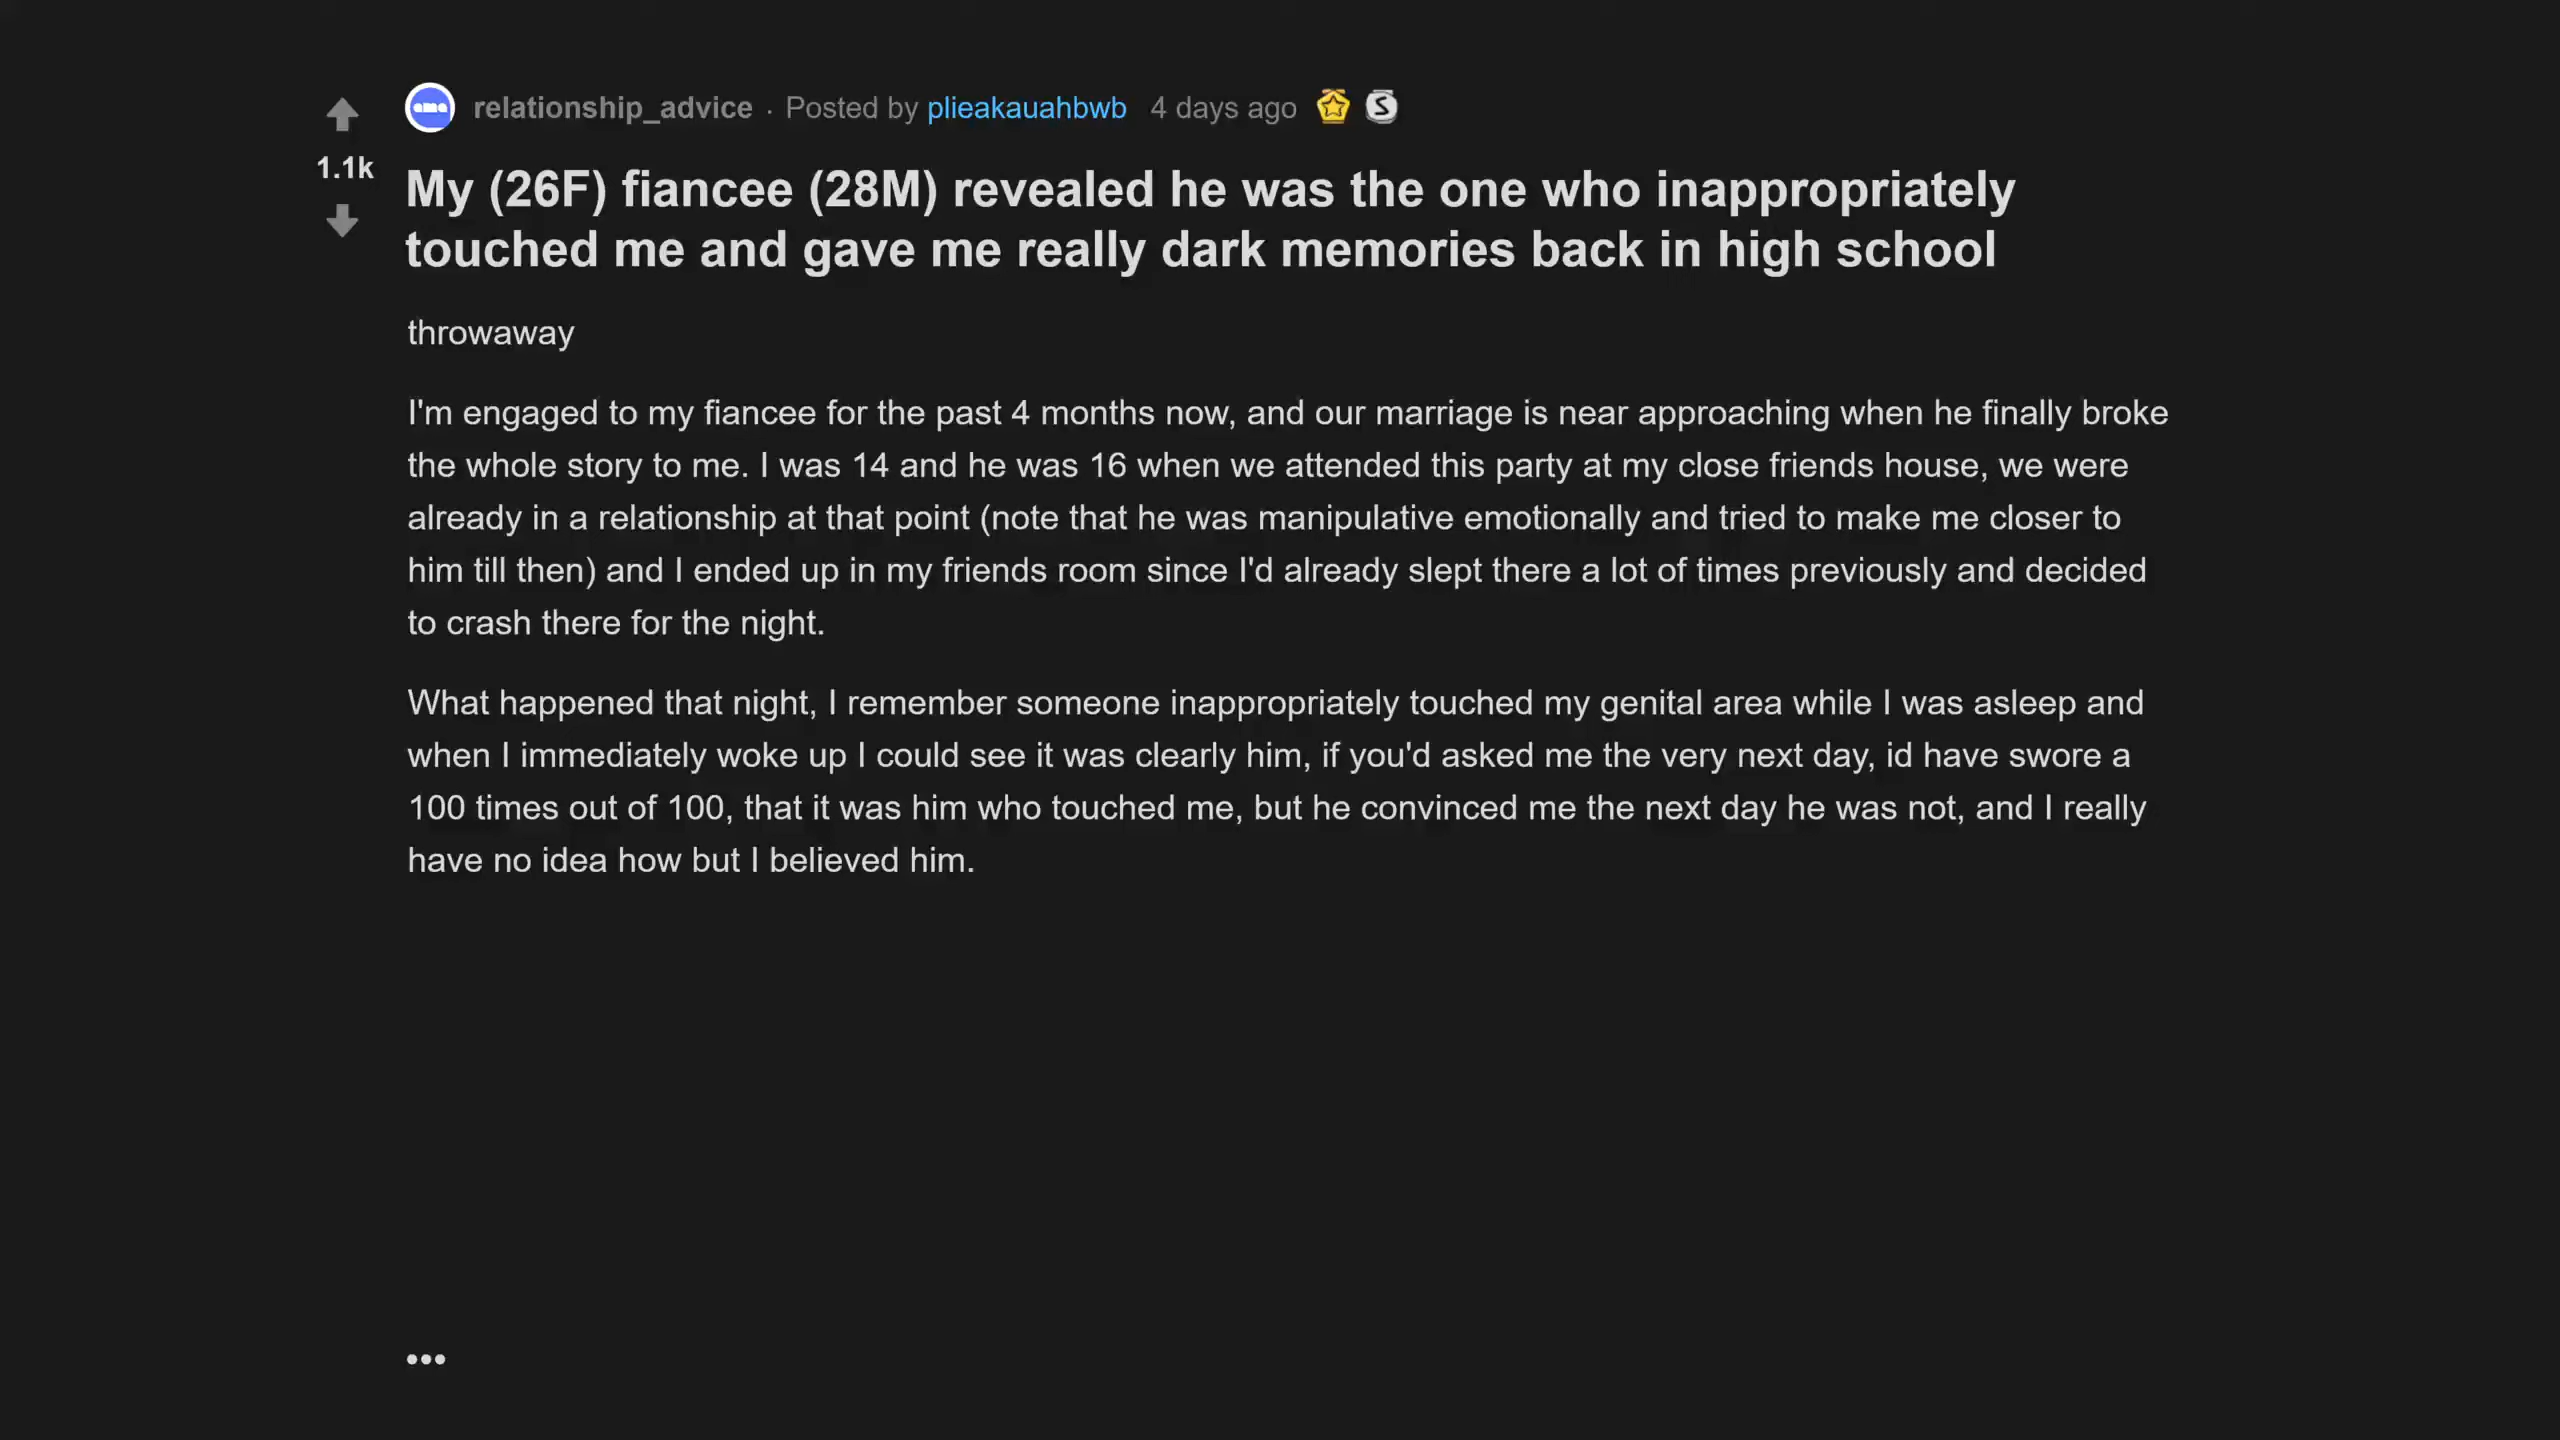 ama
relationship_advice · Posted by plieakauahbwb 4 days ago
S
1.1k
My (26F) fiancee (28M) revealed he was the one who inappropriately
touched me and gave me really dark memories back in high school
throwaway
I'm engaged to my fiancee for the past 4 months now, and our marriage is near approaching when he finally broke
the whole story to me. I was 14 and he was 16 when we attended this party at my close friends house, we were
already in a relationship at that point (note that he was manipulative emotionally and tried to make me closer to
him till then) and I ended up in my friends room since I'd already slept there a lot of times previously and decided
to crash there for the night.
What happened that night, I remember someone inappropriately touched my genital area while I was asleep and
when I immediately woke up I could see it was clearly him, if you'd asked me the very next day, id have swore a
100 times out of 100, that it was him who touched me, but he convinced me the next day he was not, and I really
have no idea how but I believed him.
•••